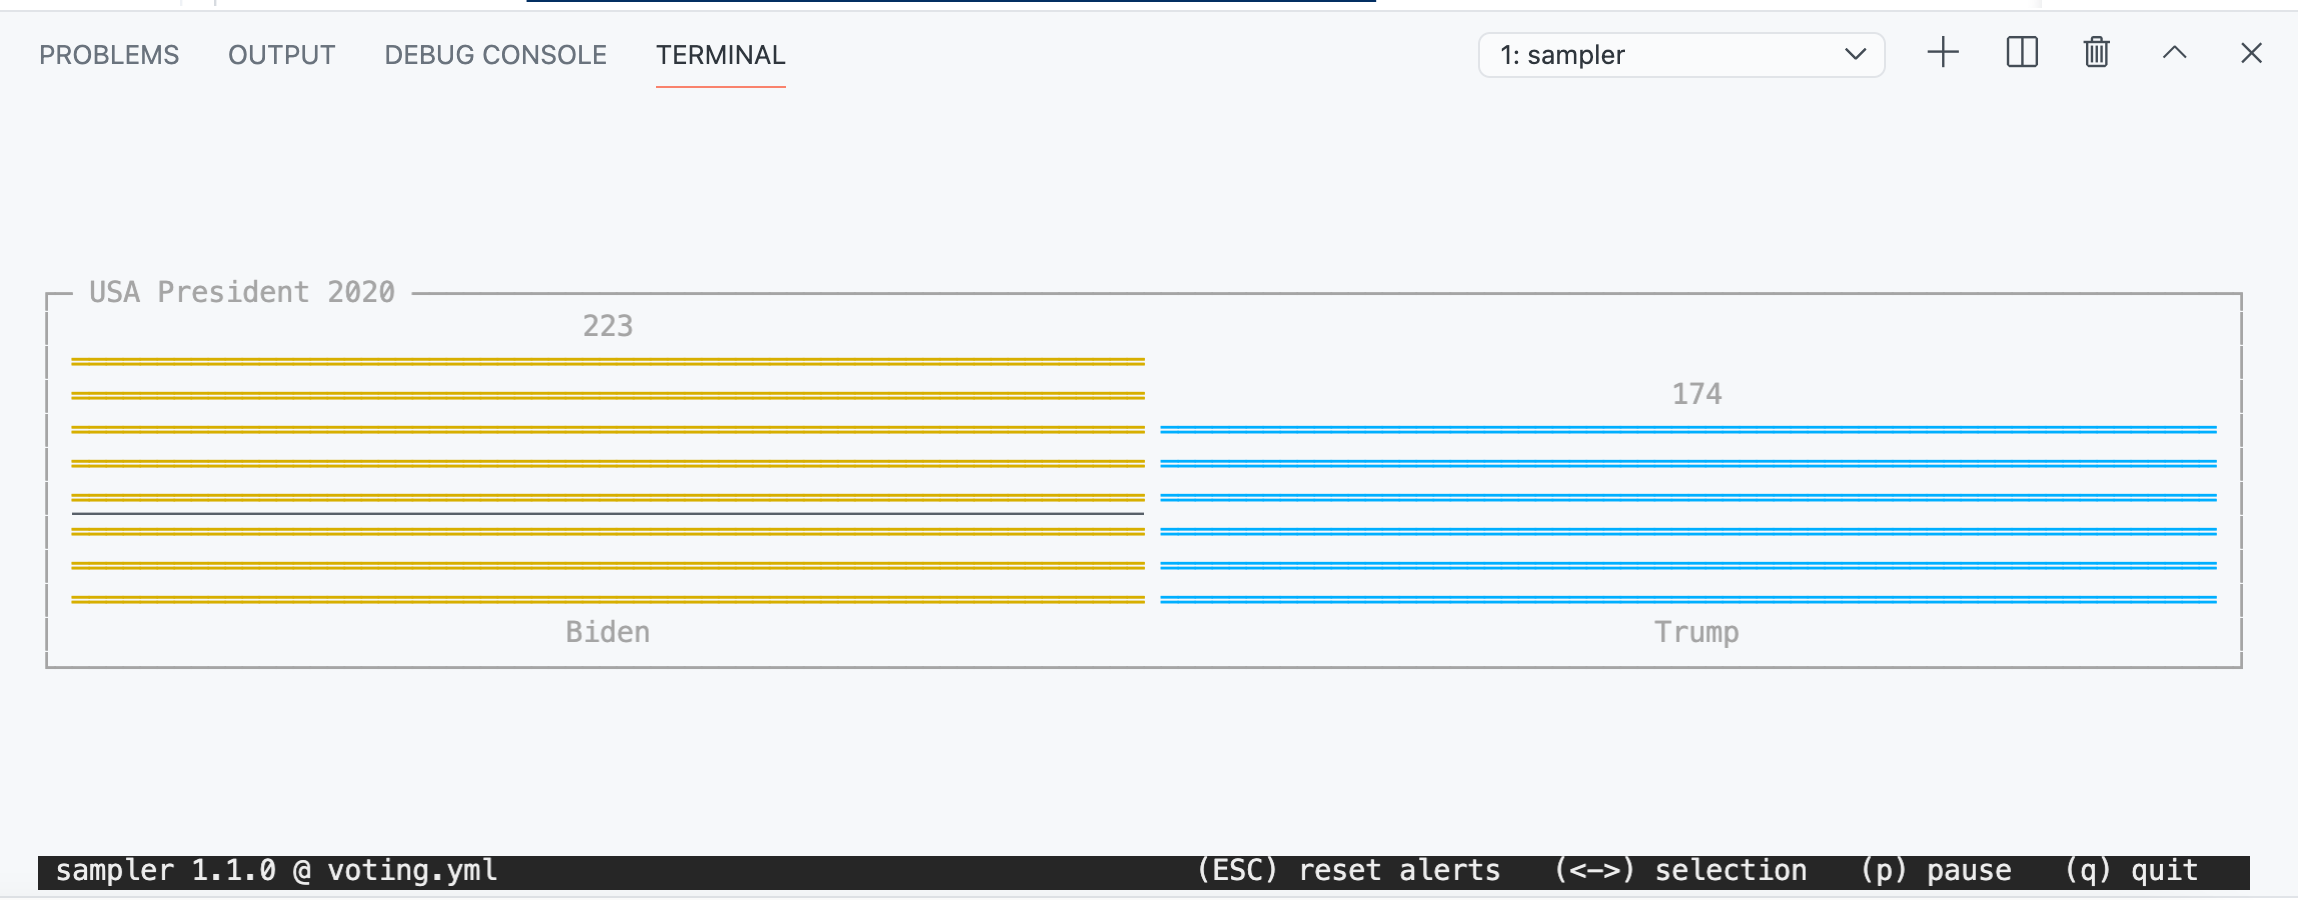 PROBLEMS OUTPUT DEBUG CONSOLE TERMINAL 1: sampler
USA President 2020
223
174
Biden Trump
sampler 1.1.0 @ voting.yml (ESC) reset alerts (<->) selection (p) pause (q) quit